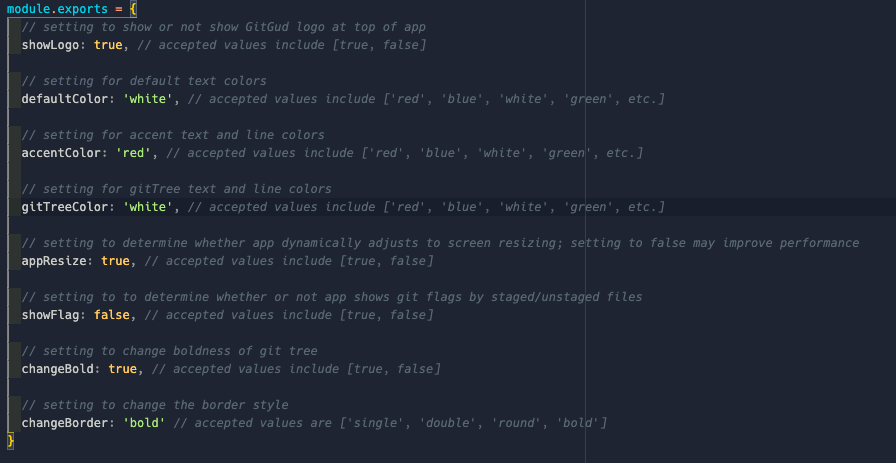 module.exports = {
// setting to show or not show GitGud logo at top of app
showLogo: true, // accepted values include [true, false]
// setting for default text colors
defaultColor: 'white', // accepted values include ['red', 'blue', 'white', 'green', etc.]
// setting for accent text and line colors
accentColor: 'red', // accepted values include ['red', 'blue', 'white', 'green', etc.]
// setting for gitTree text and line colors
gitTreeColor: 'white', // accepted values include ['red', 'blue', 'white', 'green', etc.]
// setting to determine whether app dynamically adjusts to screen resizing; setting to false may improve performance
appResize: true, // accepted values include [true, false]
// setting to to determine whether or not app shows git flags by staged/unstaged files
showFlag: false, // accepted values include [true, false]
// setting to change boldness of git tree
changeBold: true, // accepted values include [true, false]
// setting to change the border style
changeBorder: 'bold' // accepted values are ['single', 'double', 'round', 'bold']
}